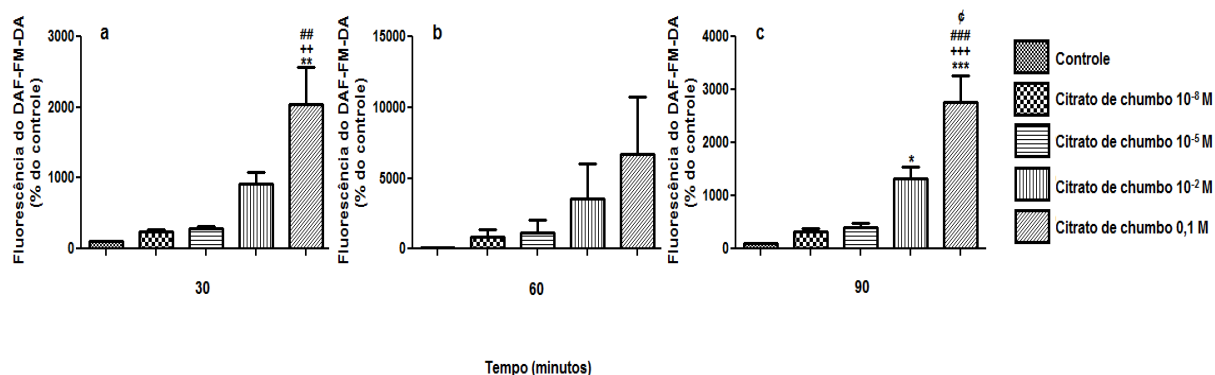 Fluorescência do DAF-FM-DA
(% do controle)
a
3000
2000
1000
0
##
++
**
30
Fluorescência do DAF-FM-DA
(% do controle)
b
15000
10000
5000
0
60
Fluorescência do DAF-FM-DA
(% do controle)
c
4000
3000
2000
1000
0
*
¢
###
+++
***
90
Tempo (minutos)
Controle
Citrato de chumbo 10⁻⁸ M
Citrato de chumbo 10⁻⁵ M
Citrato de chumbo 10⁻² M
Citrato de chumbo 0,1 M